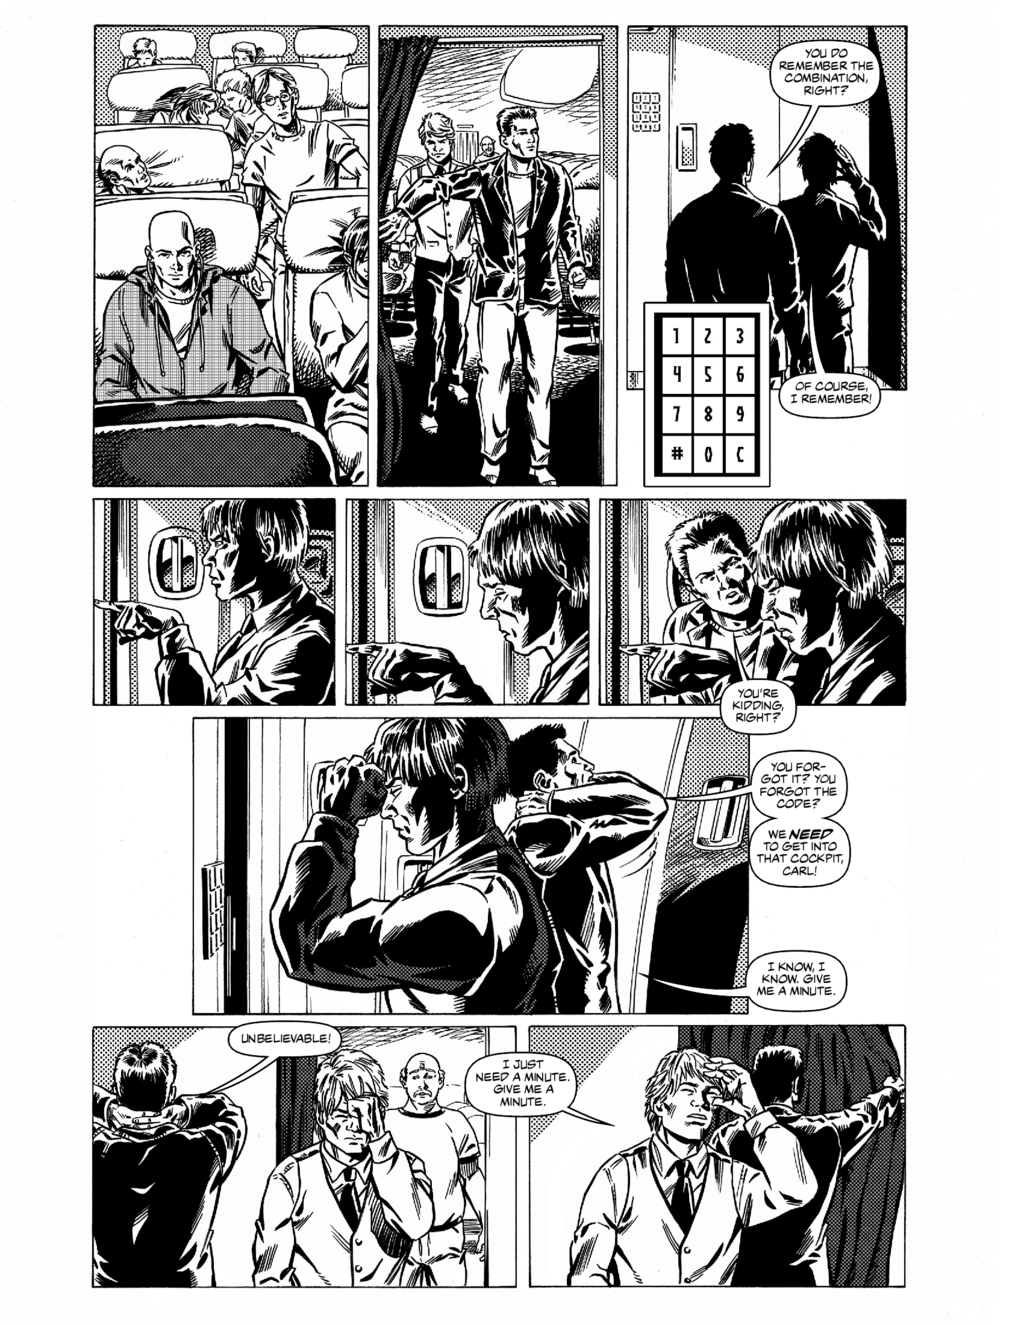 YOU DO
REMEMBER THE
COMBINATION,
RIGHT?
1 2 3
4 5 6
7 8 9
# 0 C
OF COURSE,
I REMEMBER!
YOU'RE
KIDDING,
RIGHT?
YOU FOR-
GOT IT? YOU
FORGOT THE
CODE?
WE NEED
TO GET INTO
THAT COCKPIT,
CARL!
I KNOW, I
KNOW. GIVE
ME A MINUTE.
UNBELIEVABLE!
I JUST
NEED A MINUTE.
GIVE ME A
MINUTE.